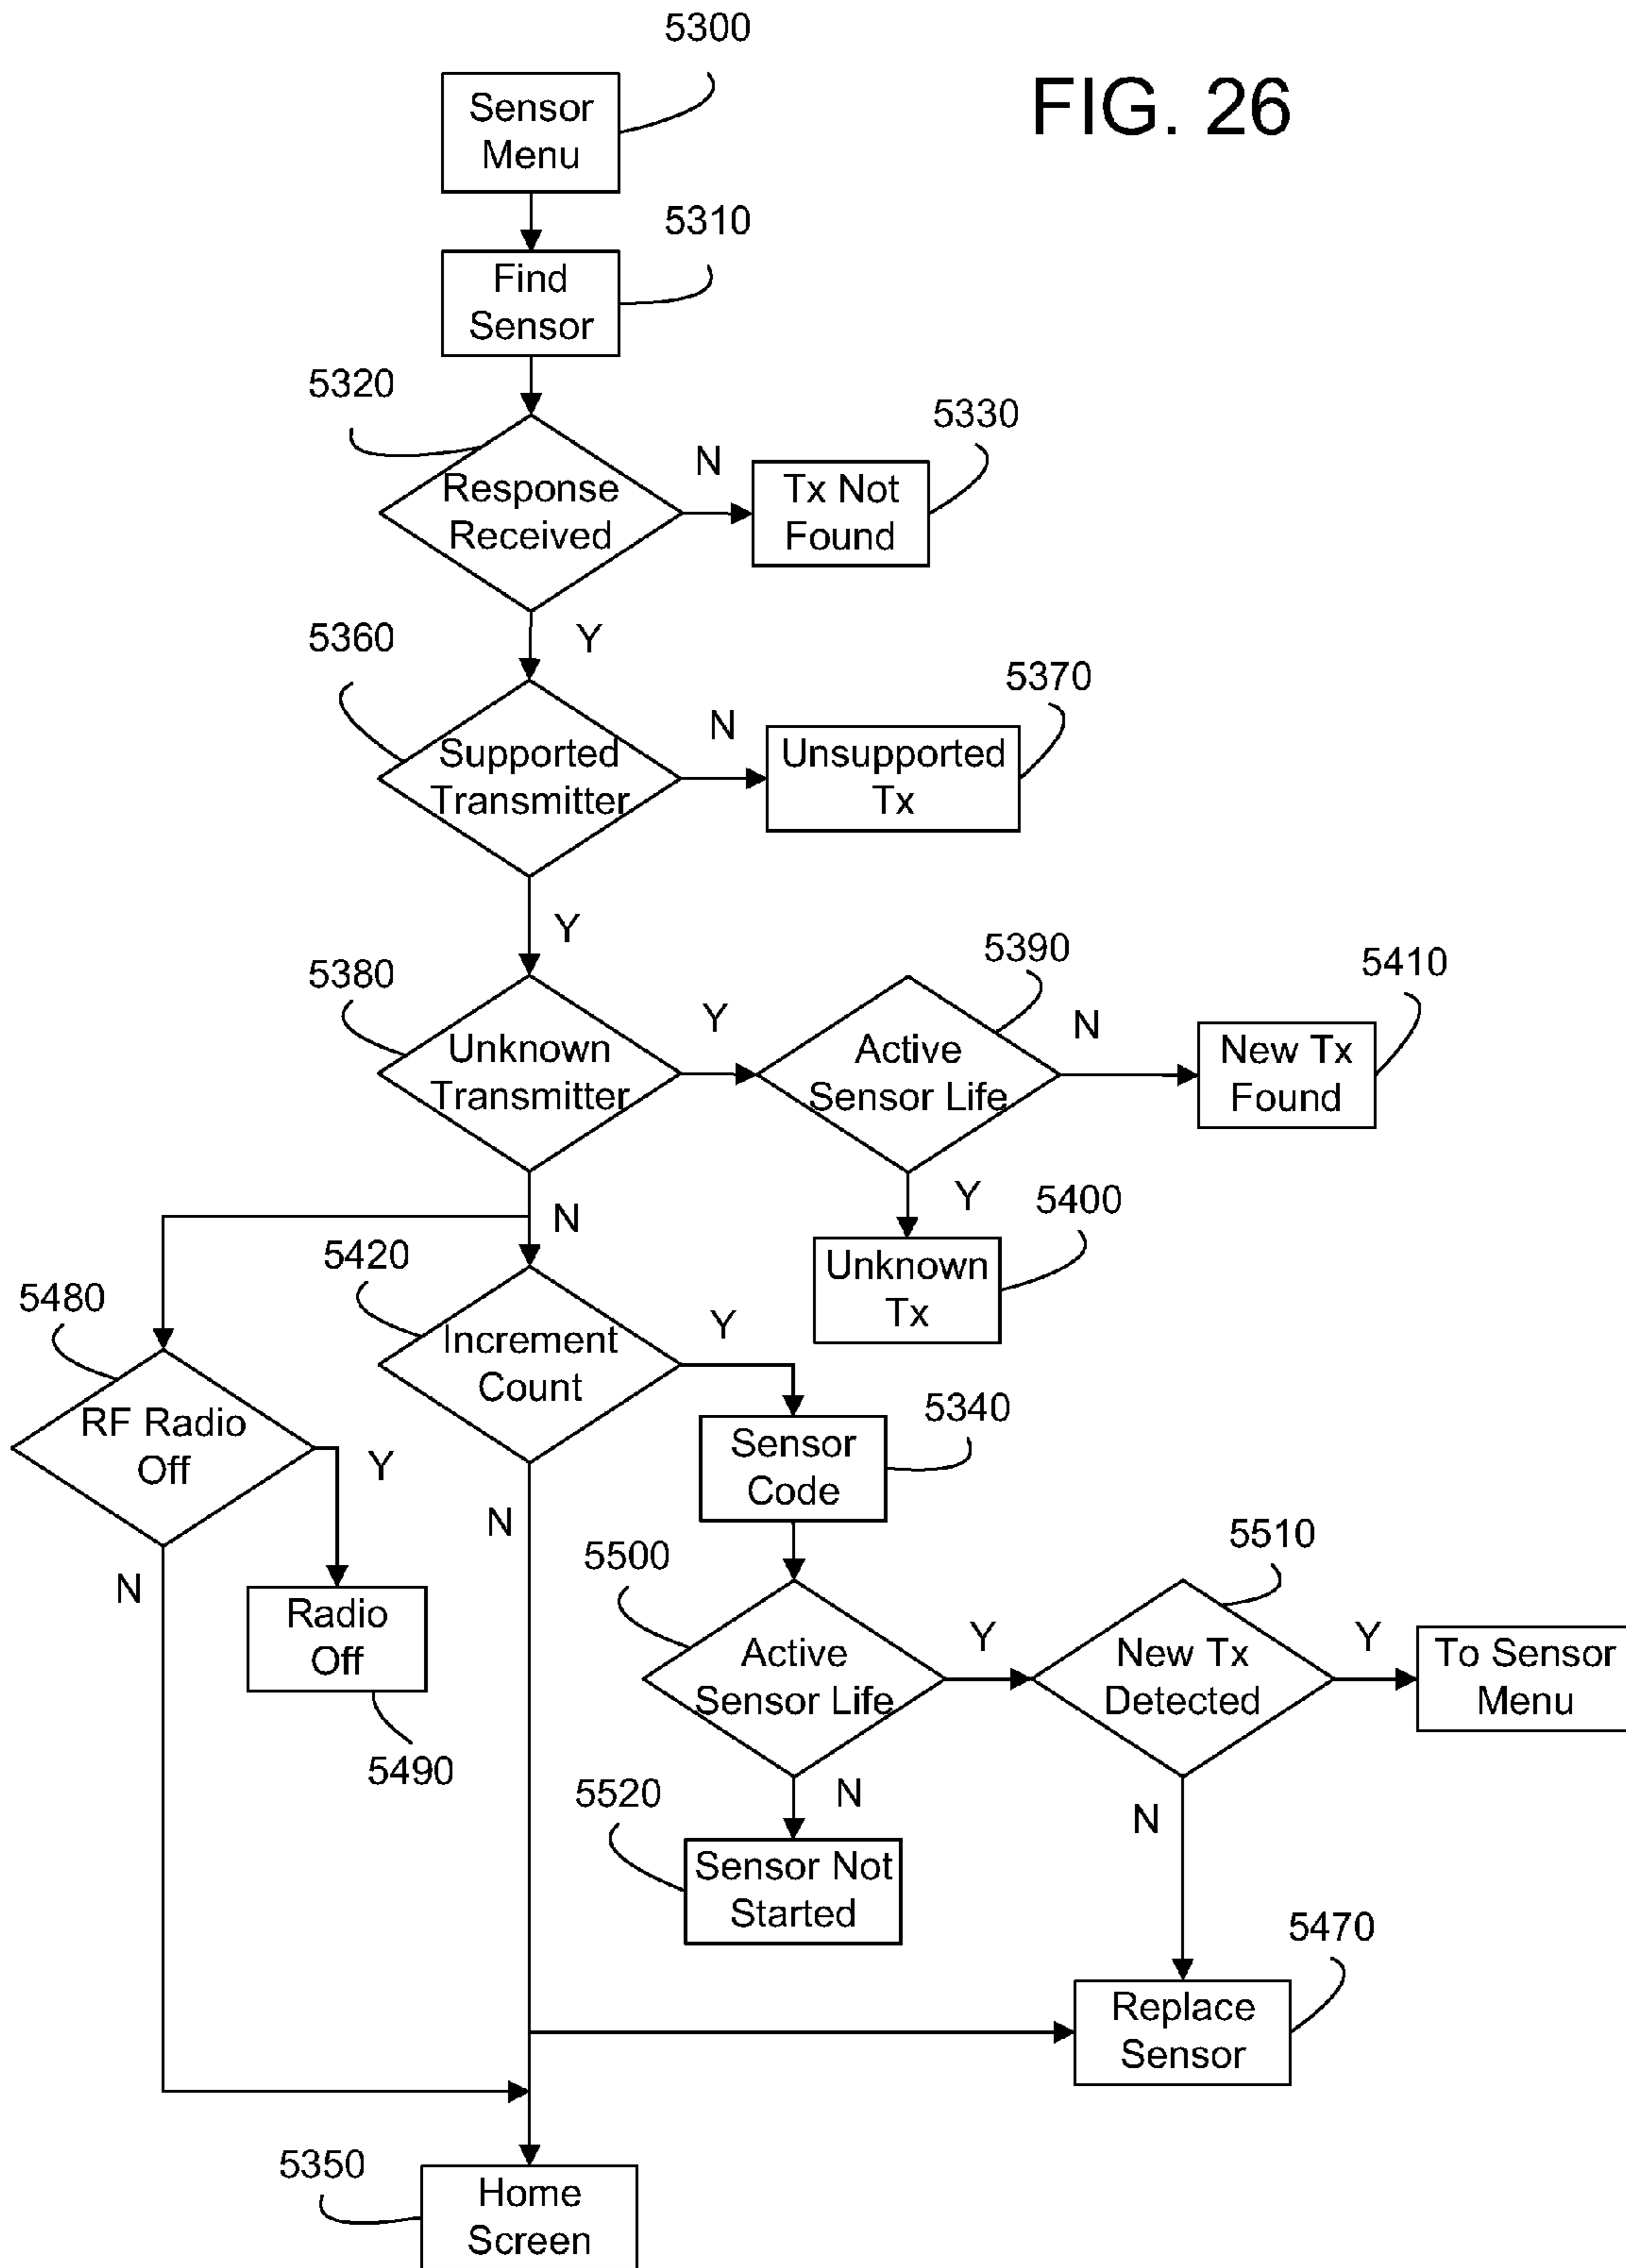 5300
FIG. 26
Sensor
Menu
5310
Find
Sensor
5320
5330
N
Response
Received
Tx Not
Found
5360
Y
5370
N
Supported
Transmitter
Unsupported
Tx
Y
5380
5390
5410
Y
N
Unknown
Transmitter
Active
Sensor Life
New Tx
Found
Y
5400
N
5420
Unknown
Tx
5480
Y
Increment
Count
5340
RF Radio
Off
Y
Sensor
Code
N
5510
5500
N
Radio
Off
Y
Y
Active
Sensor Life
New Tx
Detected
To Sensor
Menu
5490
5520
N
N
Sensor Not
Started
5470
Replace
Sensor
5350
Home
Screen